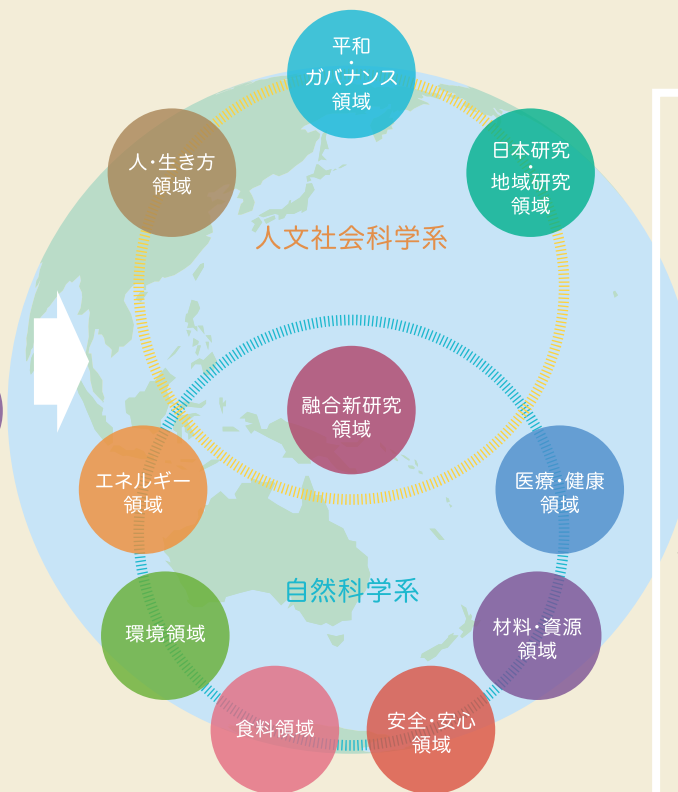 平和
・
ガバナンス
領域
人・生き方
領域
日本研究
・
地域研究
領域
人文社会科学系
融合新研究
領域
エネルギー
領域
医療・健康
領域
自然科学系
環境領域
材料・資源
領域
食料領域
安全・安心
領域